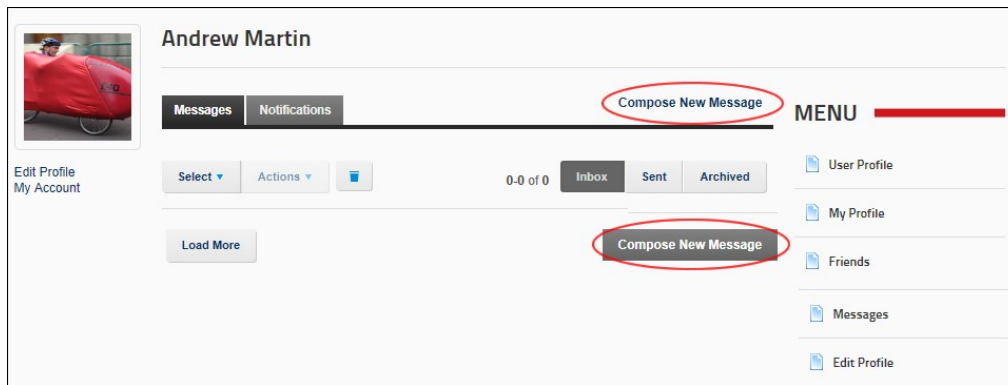 Andrew Martin
Messages
Notifications
Compose New Message
MENU
Edit Profile
My Account
Select
Actions
0-0 of 0
Inbox
Sent
Archived
Load More
Compose New Message
User Profile
My Profile
Friends
Messages
Edit Profile